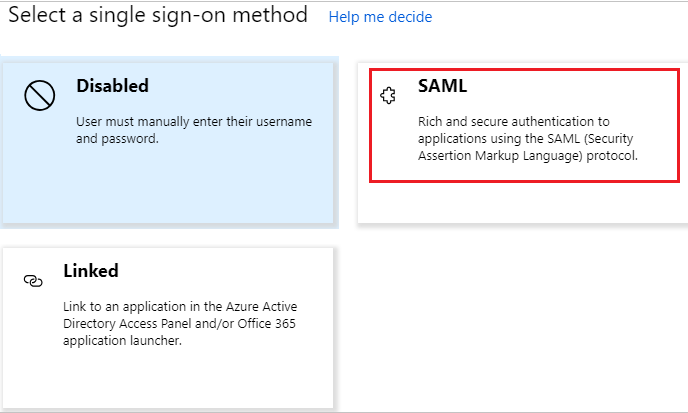 Select a single sign-on method Help me decide
Disabled
User must manually enter their username
and password.
SAML
Rich and secure authentication to
applications using the SAML (Security
Assertion Markup Language) protocol.
Linked
Link to an application in the Azure Active
Directory Access Panel and/or Office 365
application launcher.